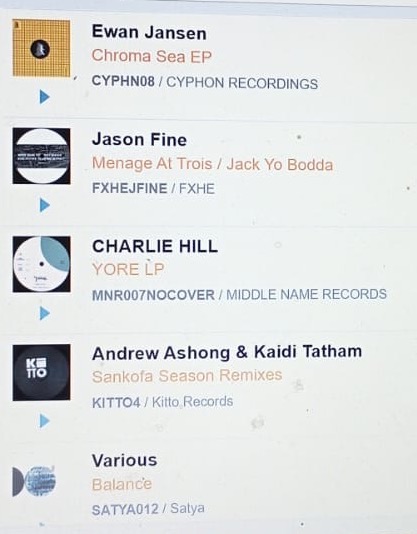 Ewan Jansen
Chroma Sea EP
CYPHN08 / CYPHON RECORDINGS
Jason Fine
Menage At Trois / Jack Yo Bodda
FXHEJFINE / FXHE
CHARLIE HILL
YORE LP
MNR007NOCOVER / MIDDLE NAME RECORDS
KIITTO
Andrew Ashong & Kaidi Tatham
Sankofa Season Remixes
KITTO4 / Kitto Records
Various
Balance
SATYA012 / Satya